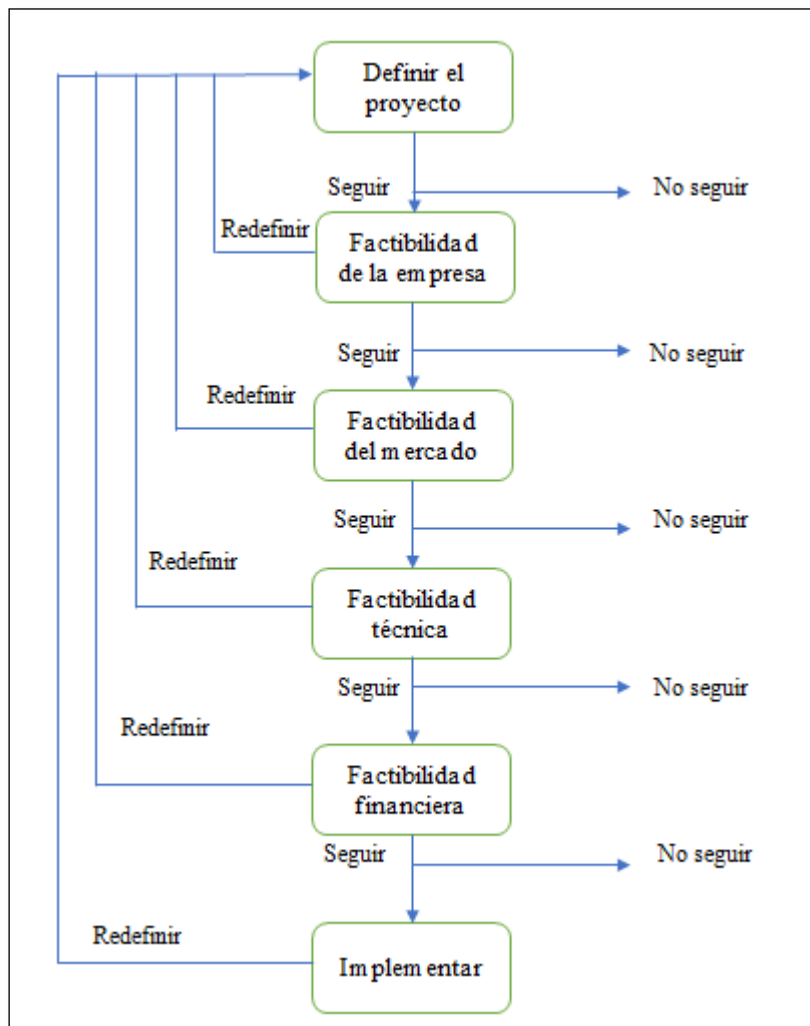 Definir el
proyecto
Seguir
No seguir
Redefinir
Factibilidad
de la empresa
Seguir
No seguir
Redefinir
Factibilidad
del mercado
Seguir
No seguir
Redefinir
Factibilidad
técnica
Seguir
No seguir
Redefinir
Factibilidad
financiera
Seguir
No seguir
Redefinir
Implementar